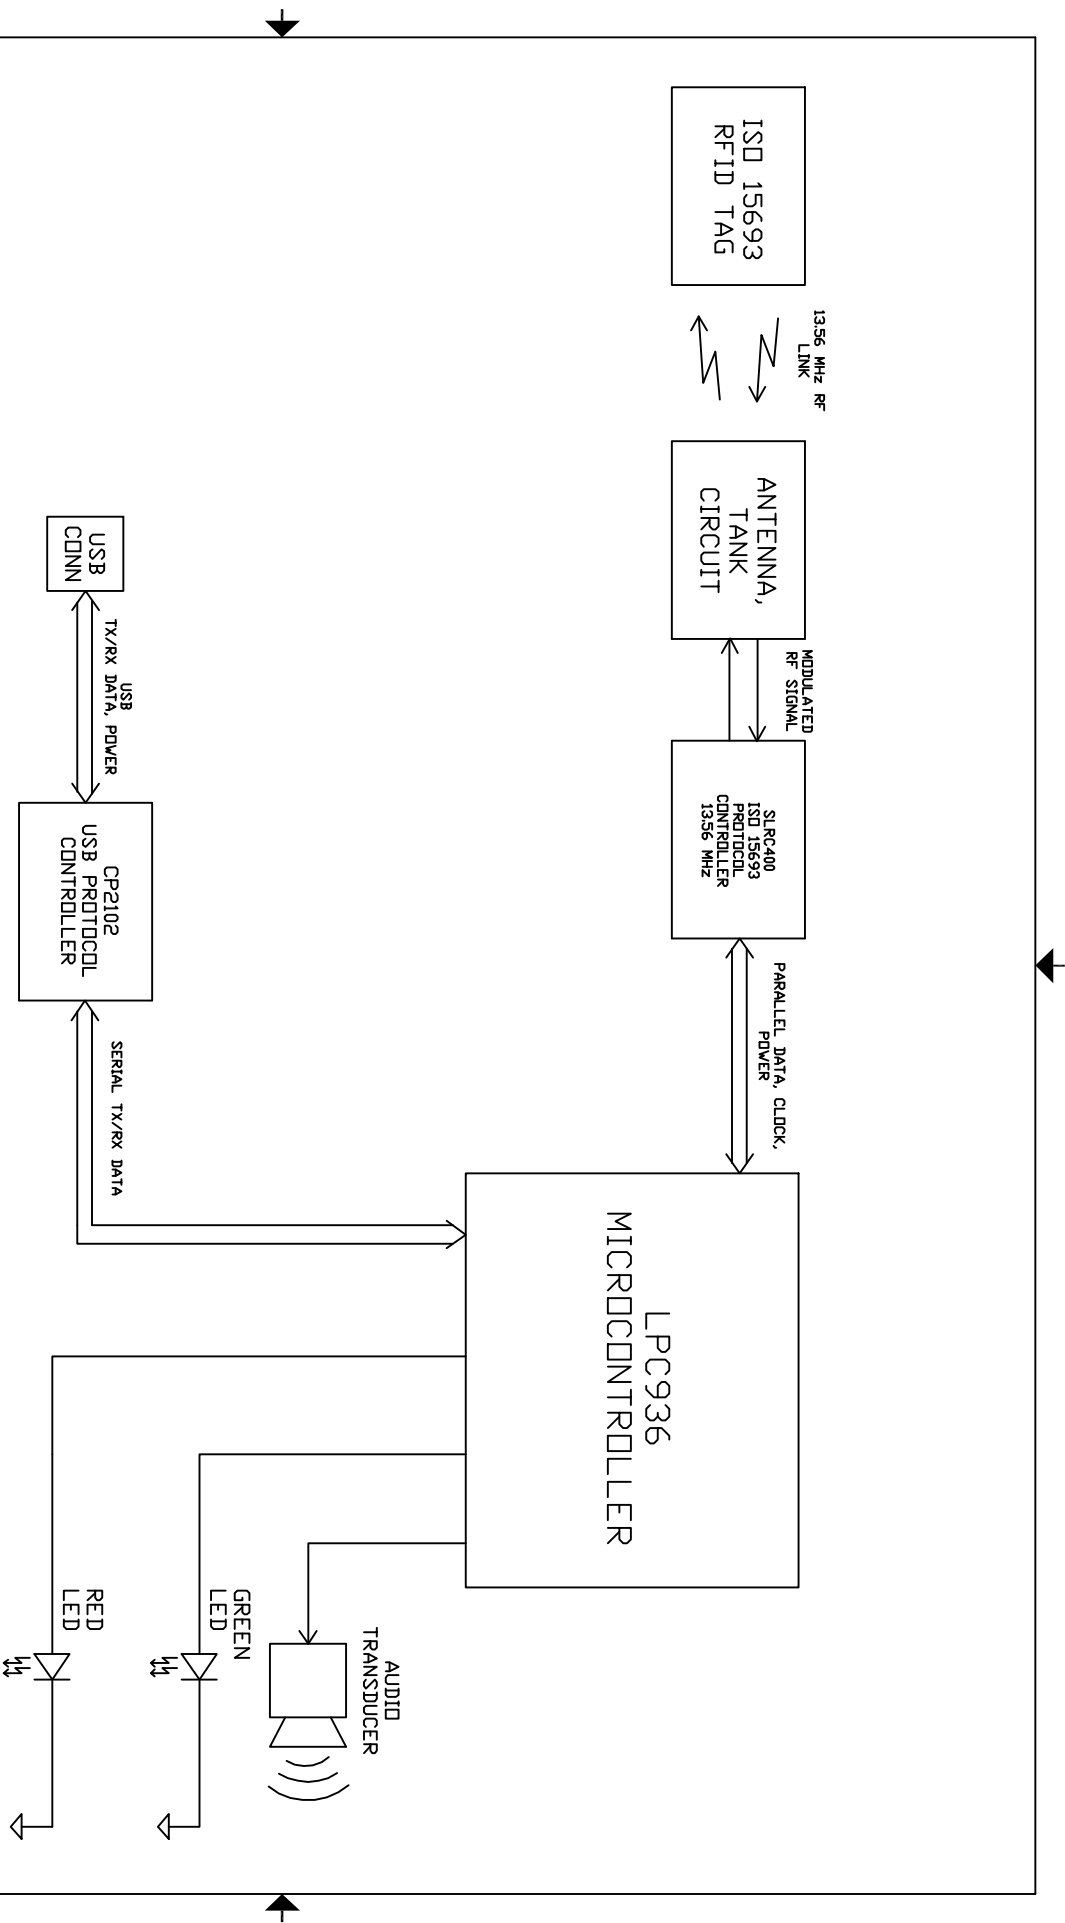 ISO 15693
RFID TAG
13.56 MHz RF
LINK
ANTENNA,
TANK
CIRCUIT
MODULATED
RF SIGNAL
SLRC400
ISO 15693
PROTOCOL
CONTROLLER
13.56 MHz
PARALLEL DATA, CLOCK,
POWER
LPC936
MICROCONTROLLER
USB
CONN
USB
TX/RX DATA, POWER
CP2102
USB PROTOCOL
CONTROLLER
SERIAL TX/RX DATA
AUDIO
TRANSDUCER
GREEN
LED
RED
LED